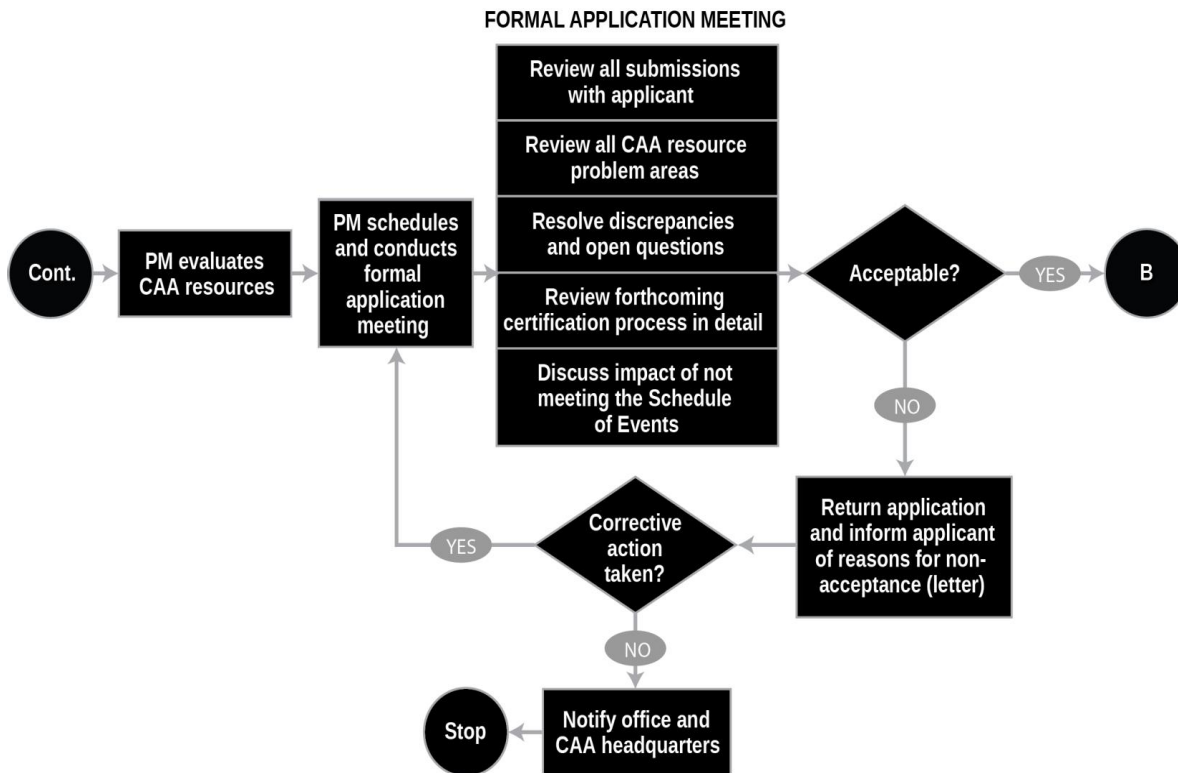 FORMAL APPLICATION MEETING
Review all submissions
with applicant
Review all CAA resource
problem areas
Resolve discrepancies
and open questions
Review forthcoming
certification process in detail
Discuss impact of not
meeting the Schedule
of Events
Cont.
PM evaluates
CAA resources
PM schedules
and conducts
formal
application
meeting
Acceptable?
YES
B
NO
Return application
and inform applicant
of reasons for non-
acceptance (letter)
Corrective
action
taken?
YES
NO
Notify office and
CAA headquarters
Stop